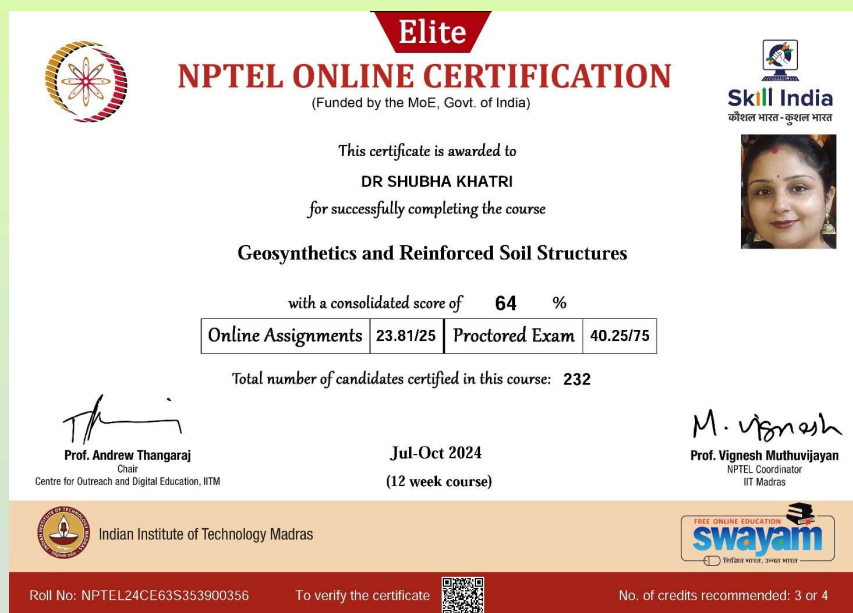 Elite
NPTEL ONLINE CERTIFICATION
(Funded by the MoE, Govt. of India)
Skill India
कौशल भारत - कुशल भारत
This certificate is awarded to
DR SHUBHA KHATRI
for successfully completing the course
Geosynthetics and Reinforced Soil Structures
with a consolidated score of 64 %
Online Assignments 23.81/25 Proctored Exam 40.25/75
Total number of candidates certified in this course: 232
Prof. Andrew Thangaraj
Chair
Centre for Outreach and Digital Education, IITM
Jul-Oct 2024
(12 week course)
M. Vignesh
Prof. Vignesh Muthuvijayan
NPTEL Coordinator
IIT Madras
Indian Institute of Technology Madras
FREE ONLINE EDUCATION
swayam
शिक्षित भारत, उन्नत भारत
Roll No: NPTEL24CE63S353900356
To verify the certificate
No. of credits recommended: 3 or 4